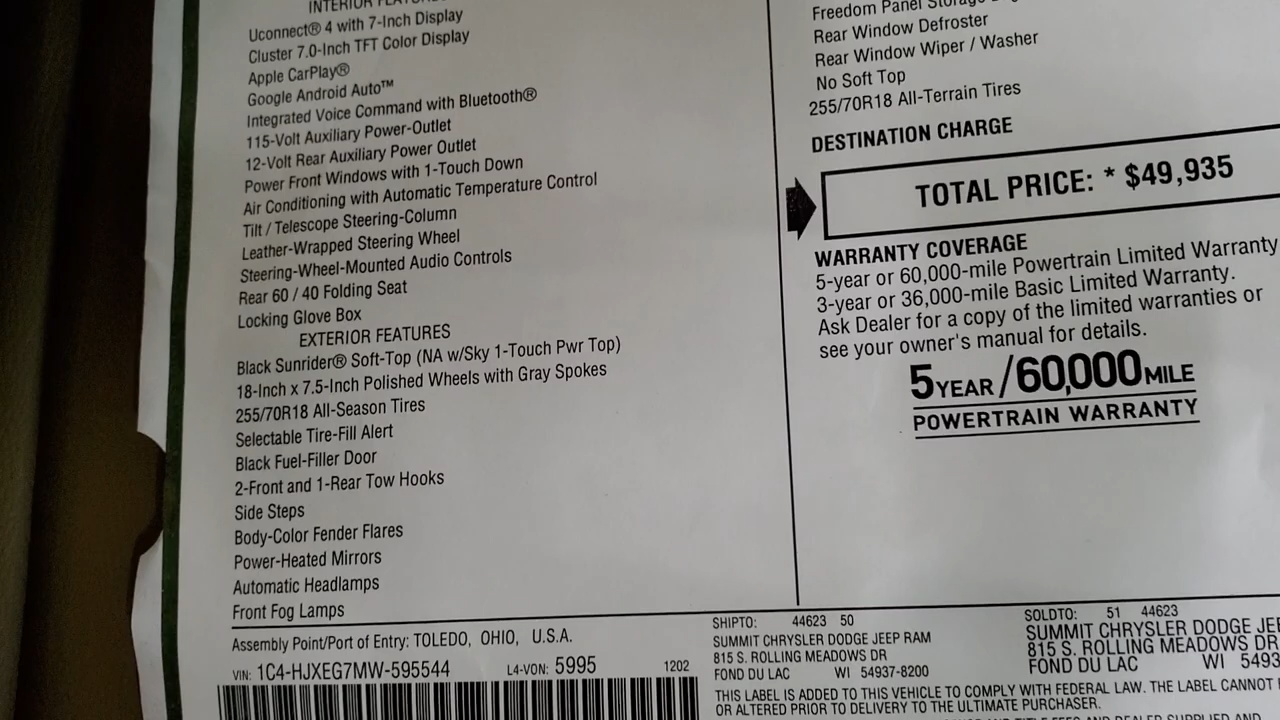 INTERIOR
Uconnect® 4 with 7-Inch Display
Cluster 7.0-Inch TFT Color Display
Apple CarPlay®
Google Android Auto™
Integrated Voice Command with Bluetooth®
115-Volt Auxiliary Power-Outlet
12-Volt Rear Auxiliary Power Outlet
Power Front Windows with 1-Touch Down
Air Conditioning with Automatic Temperature Control
Tilt / Telescope Steering-Column
Leather-Wrapped Steering Wheel
Steering-Wheel-Mounted Audio Controls
Rear 60 / 40 Folding Seat
Locking Glove Box
EXTERIOR FEATURES
Black Sunrider® Soft-Top (NA w/Sky 1-Touch Pwr Top)
18-Inch x 7.5-Inch Polished Wheels with Gray Spokes
255/70R18 All-Season Tires
Selectable Tire-Fill Alert
Black Fuel-Filler Door
2-Front and 1-Rear Tow Hooks
Side Steps
Body-Color Fender Flares
Power-Heated Mirrors
Automatic Headlamps
Front Fog Lamps
Freedom Panel Storage
Rear Window Defroster
Rear Window Wiper / Washer
No Soft Top
255/70R18 All-Terrain Tires
DESTINATION CHARGE
TOTAL PRICE: * $49,935
WARRANTY COVERAGE
5-year or 60,000-mile Powertrain Limited Warranty
3-year or 36,000-mile Basic Limited Warranty.
Ask Dealer for a copy of the limited warranties or
see your owner's manual for details.
5 YEAR / 60,000 MILE
POWERTRAIN WARRANTY
Assembly Point/Port of Entry: TOLEDO, OHIO, U.S.A.
VIN: 1C4-HJXEG7MW-595544 L4-VON: 5995 1202
SHIPTO: 44623 50
SUMMIT CHRYSLER DODGE JEEP RAM
815 S. ROLLING MEADOWS DR
FOND DU LAC WI 54937-8200
SOLDTO: 51 44623
SUMMIT CHRYSLER DODGE JEE
815 S. ROLLING MEADOWS DR
FOND DU LAC WI 5493
THIS LABEL IS ADDED TO THIS VEHICLE TO COMPLY WITH FEDERAL LAW. THE LABEL CANNOT
OR ALTERED PRIOR TO DELIVERY TO THE ULTIMATE PURCHASER.